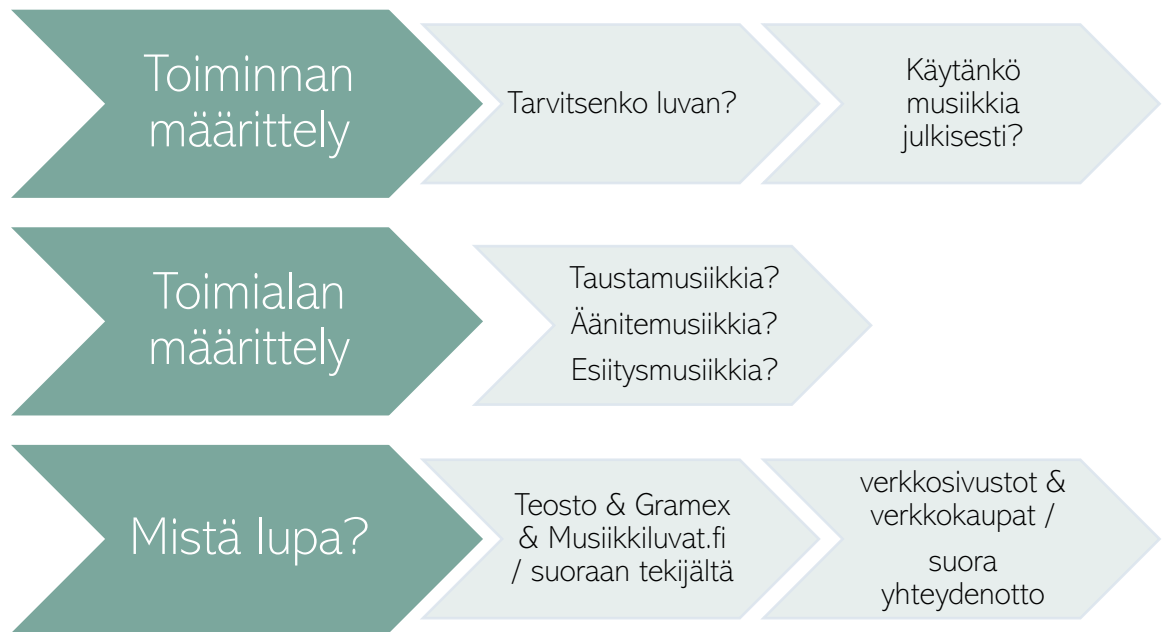 Toiminnan
määrittely
Tarvitsenko luvan?
Käytänkö
musiikkia
julkisesti?
Toimialan
määrittely
Taustamusiikkia?
Äänitemusiikkia?
Esiitysmusiikkia?
Mistä lupa?
Teosto & Gramex
& Musiikkiluvat.fi
/ suoraan tekijältä
verkkosivustot &
verkkokaupat /
suora
yhteydenotto